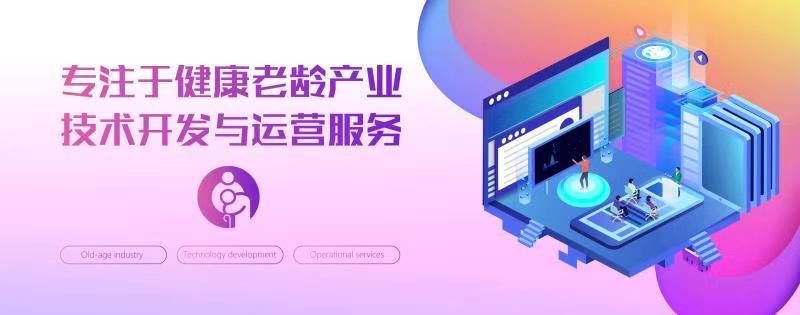 专注于健康老龄产业
技术开发与运营服务
Old-age industry
Technology development
Operational services